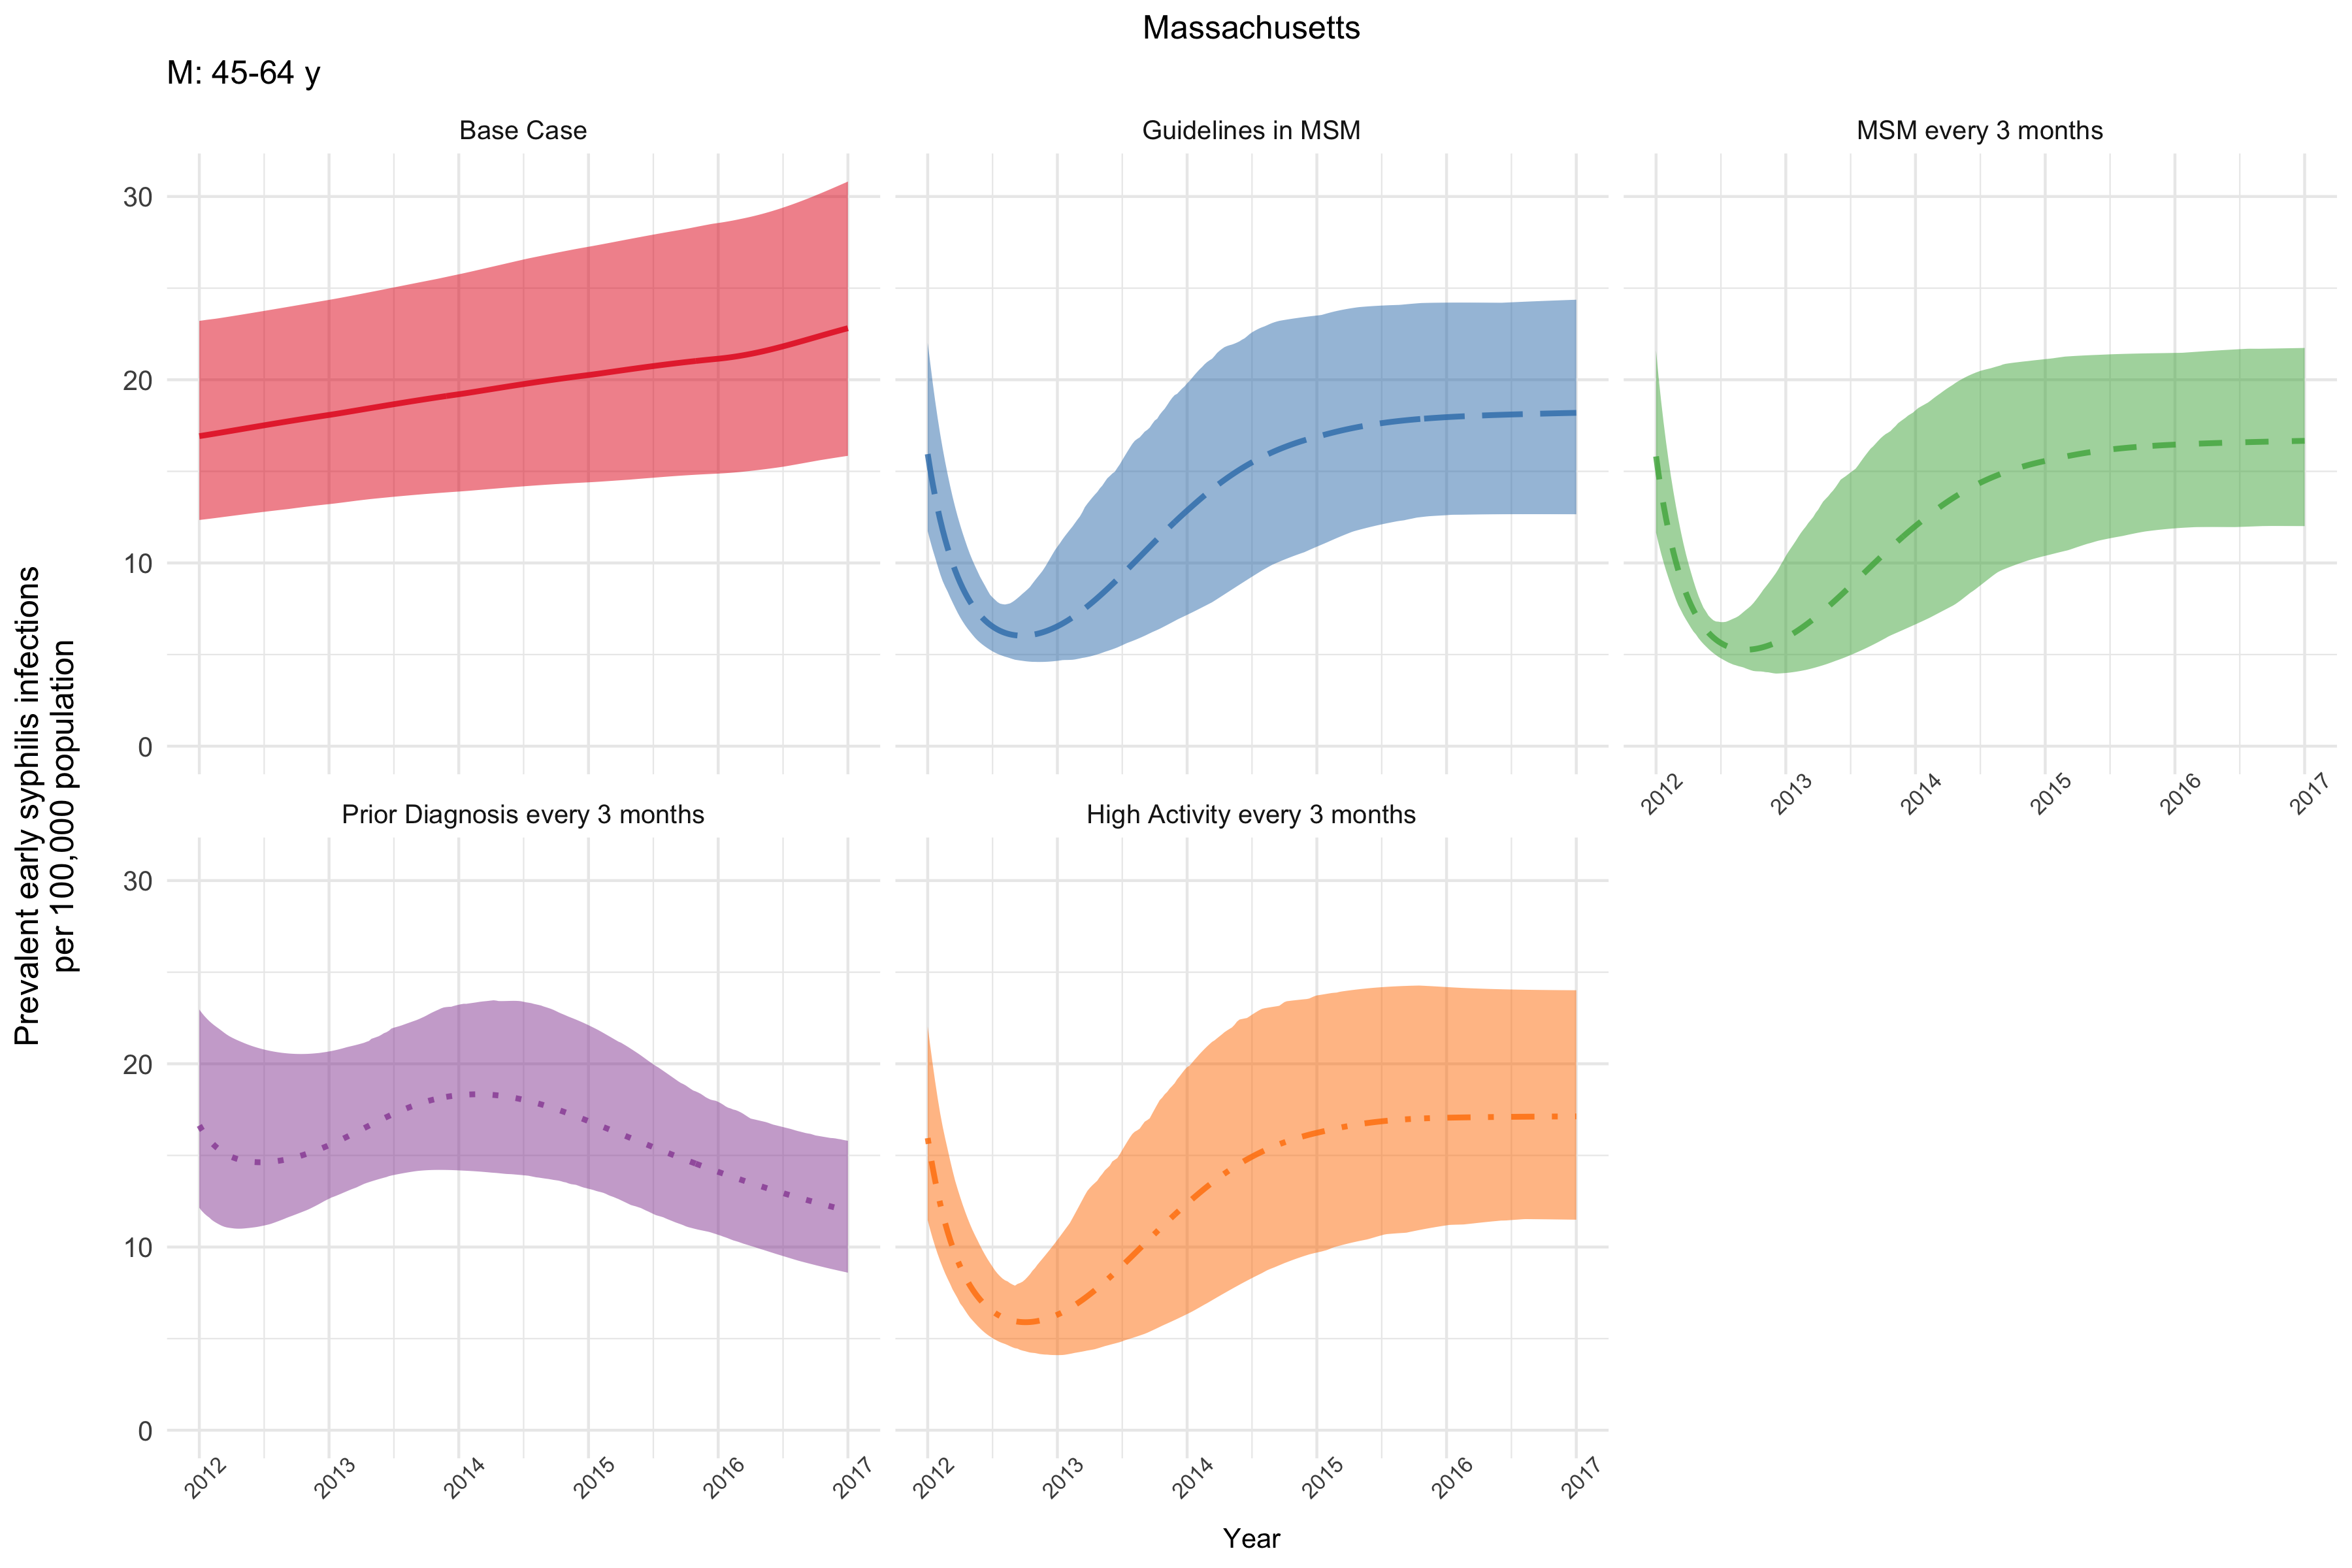 Massachusetts
M: 45-64 y
Base Case
Guidelines in MSM
MSM every 3 months
30
20
10
0
2012
2013
2014
2015
2016
2017
Prevalent early syphilis infections
per 100,000 population
Prior Diagnosis every 3 months
High Activity every 3 months
30
20
10
0
2012
2013
2014
2015
2016
2017
2012
2013
2014
2015
2016
2017
Year